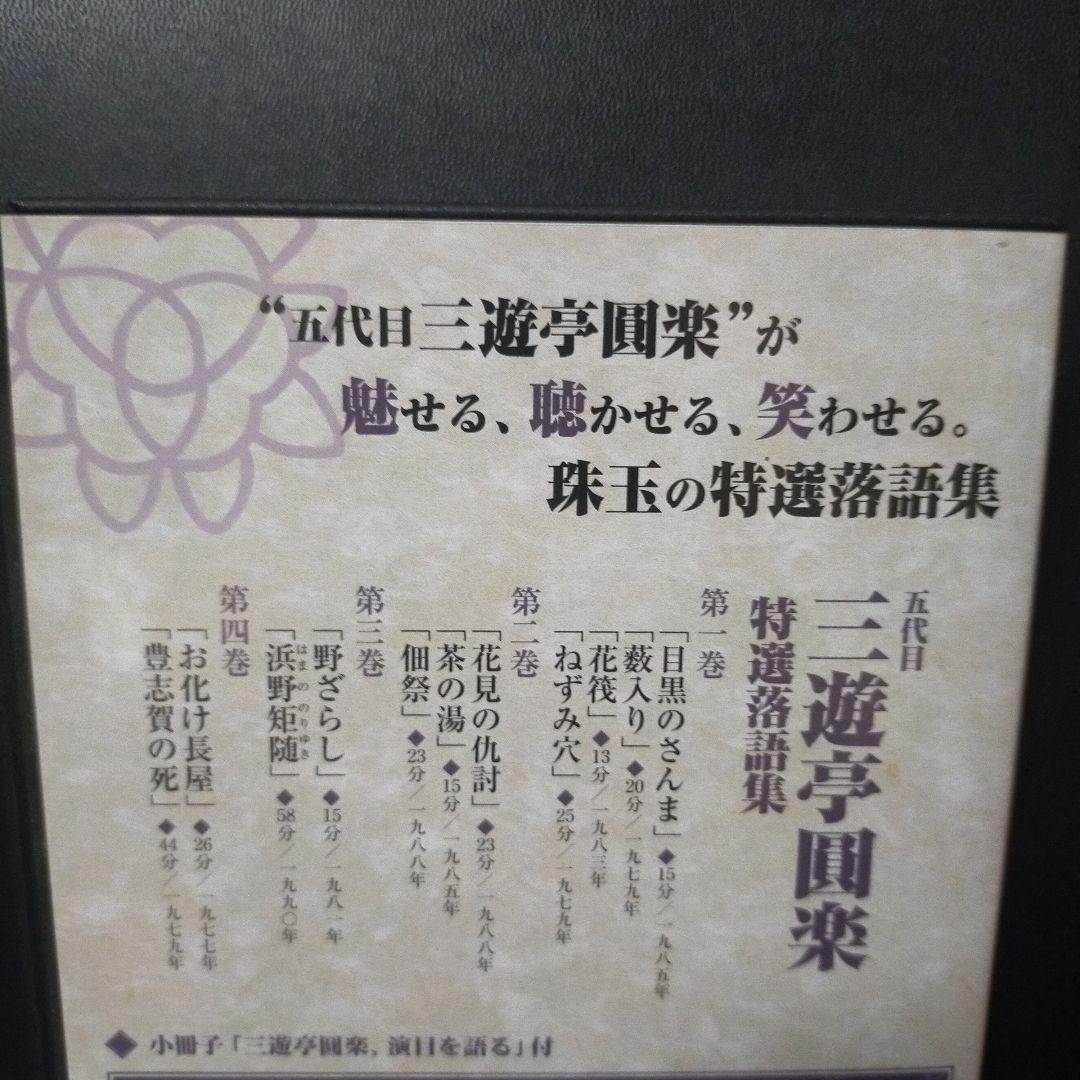 “五代目 三遊亭圓楽”が
魅せる、聴かせる、笑わせる。
珠玉の特選落語集
五代目
三遊亭圓楽
特選落語集
第一巻
「目黒のさんま」◆15分／一九八五年
「薮入り」◆20分／一九七九年
「花筏」◆13分／一九八三年
「ねずみ穴」◆25分／一九七九年
第二巻
「花見の仇討」◆23分／一九八八年
「茶の湯」◆15分／一九八五年
「佃祭」◆23分／一九八八年
第三巻
「野ざらし」◆15分／一九八一年
「浜野矩随」◆58分／一九九〇年
はまの のりゆき
第四巻
「お化け長屋」◆26分／一九七七年
「豊志賀の死」◆44分／一九七九年
◆ 小冊子「三遊亭圓楽、演目を語る」付